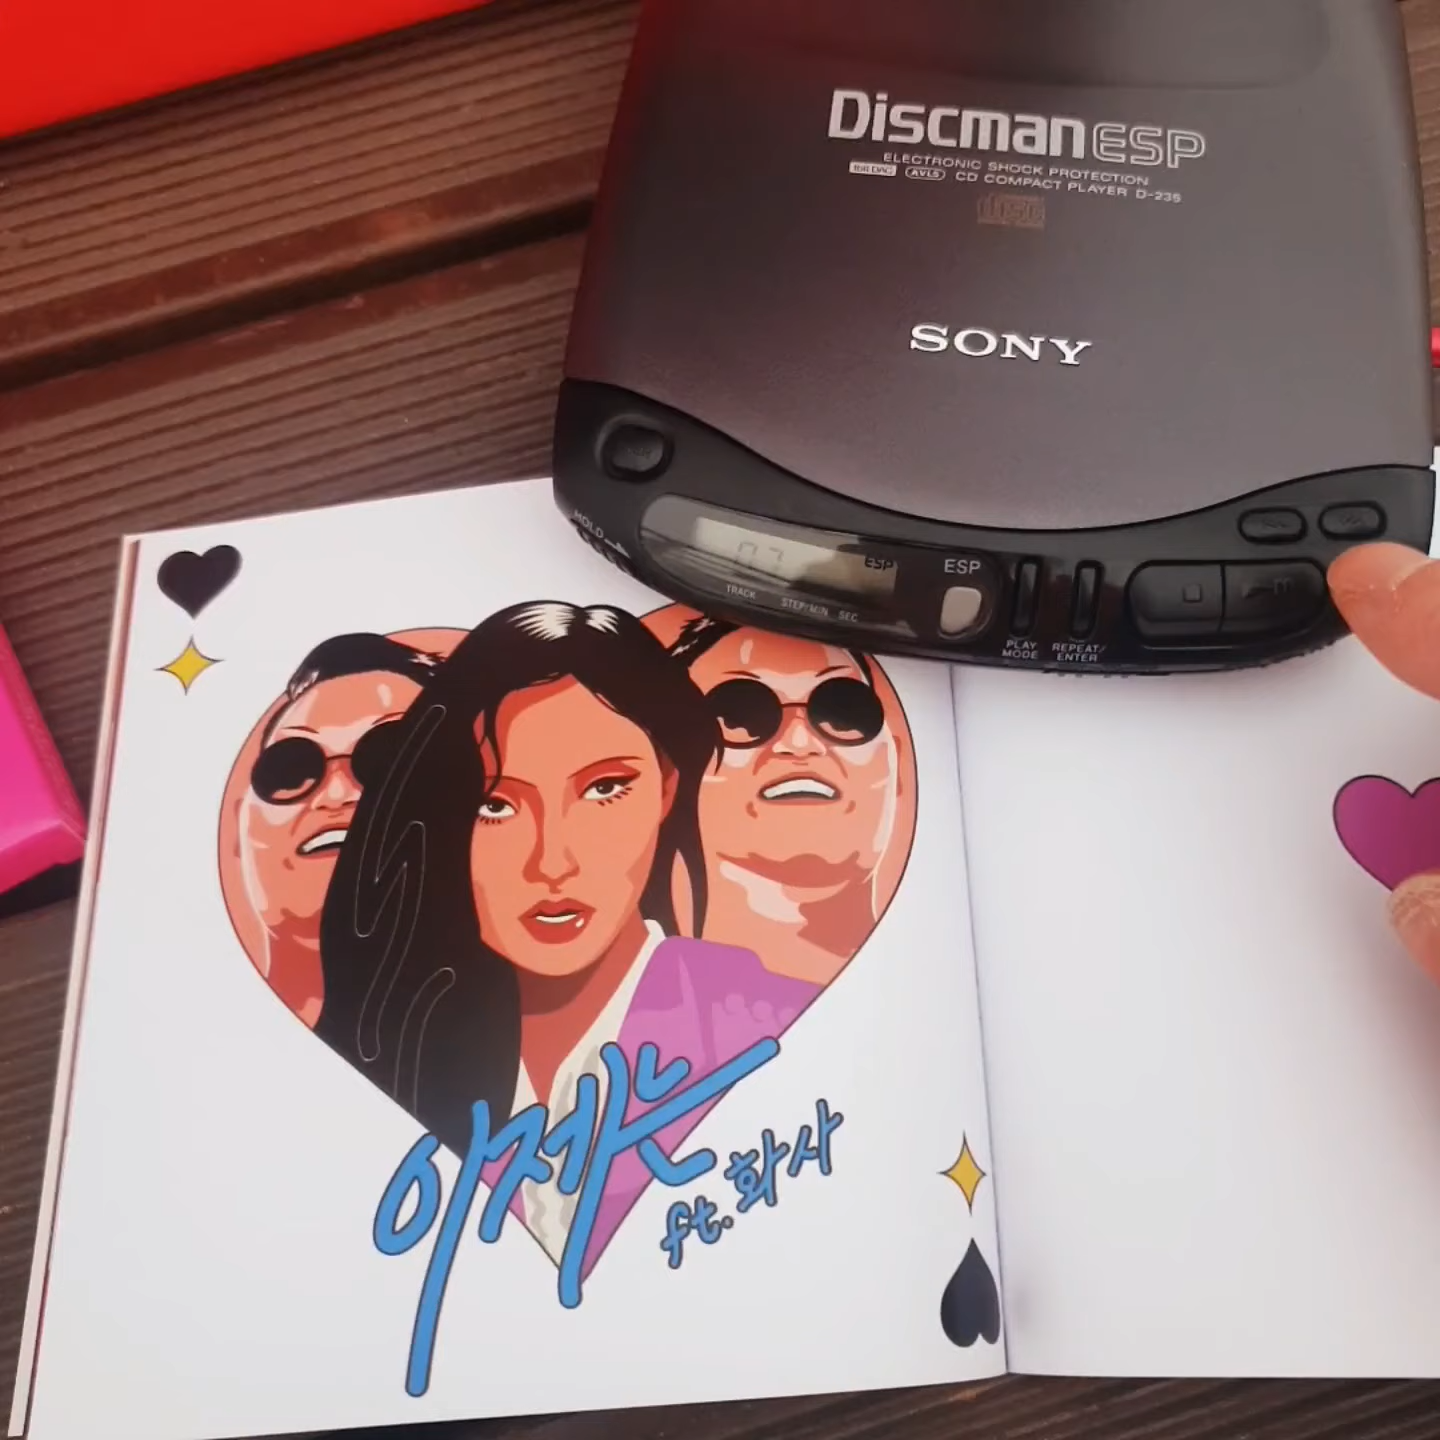 Discman ESP
ELECTRONIC SHOCK PROTECTION
AVLS CD COMPACT PLAYER D-235
SONY
HOLD
07 ESP
TRACK STEP/MIN SEC
ESP
PLAY MODE
REPEAT/ENTER
이제는
ft. 화사